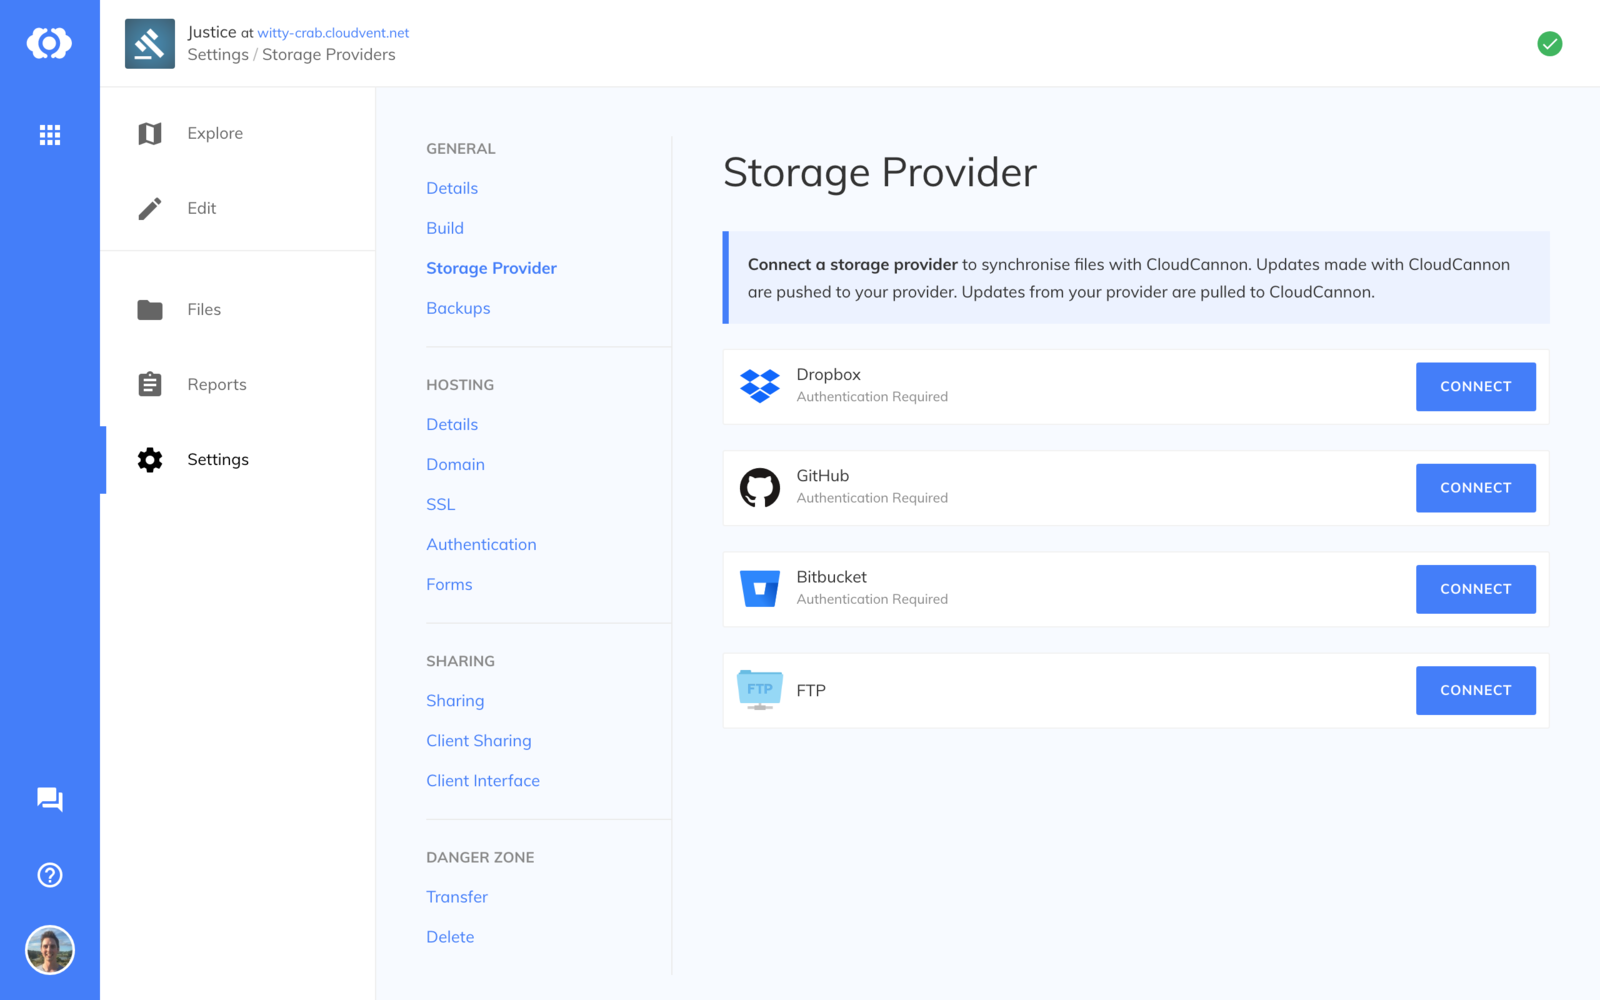 Justice at witty-crab.cloudvent.net
Settings / Storage Providers
Explore
Edit
Files
Reports
Settings
GENERAL
Details
Build
Storage Provider
Backups
HOSTING
Details
Domain
SSL
Authentication
Forms
SHARING
Sharing
Client Sharing
Client Interface
DANGER ZONE
Transfer
Delete
Storage Provider
Connect a storage provider to synchronise files with CloudCannon. Updates made with CloudCannon
are pushed to your provider. Updates from your provider are pulled to CloudCannon.
Dropbox
Authentication Required
CONNECT
GitHub
Authentication Required
CONNECT
Bitbucket
Authentication Required
CONNECT
FTP
FTP
CONNECT